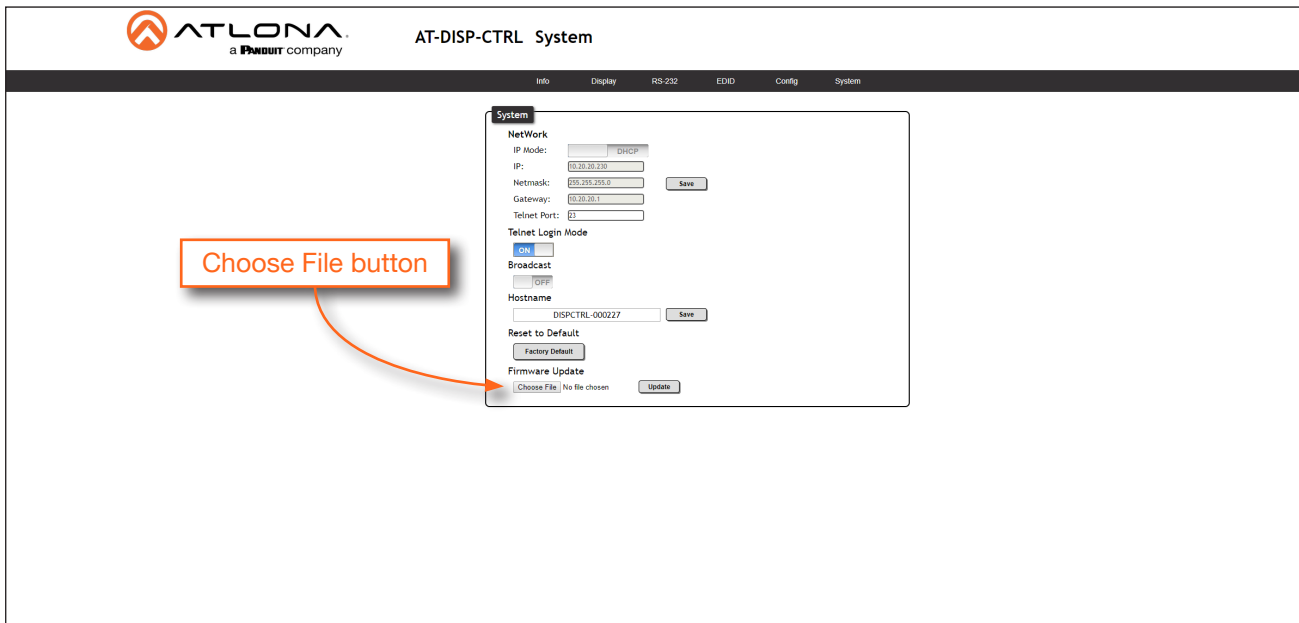 ATLONA.
a PANDUIT company
AT-DISP-CTRL System
Info Display RS-232 EDID Config System
System
NetWork
IP Mode: DHCP
IP: 10.20.20.230
Netmask: 255.255.255.0 Save
Gateway: 10.20.20.1
Telnet Port: 23
Telnet Login Mode
ON
Broadcast
OFF
Hostname
DISPCTRL-000227 Save
Reset to Default
Factory Default
Firmware Update
Choose File No file chosen Update
Choose File button